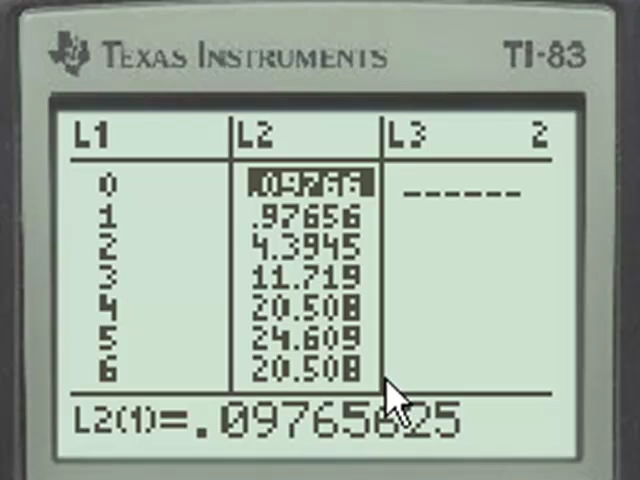 TEXAS INSTRUMENTS TI-83
L1 L2 L3 2
0 .09766 ------
1 .97656
2 4.3945
3 11.719
4 20.508
5 24.609
6 20.508
L2(1)=.09765625